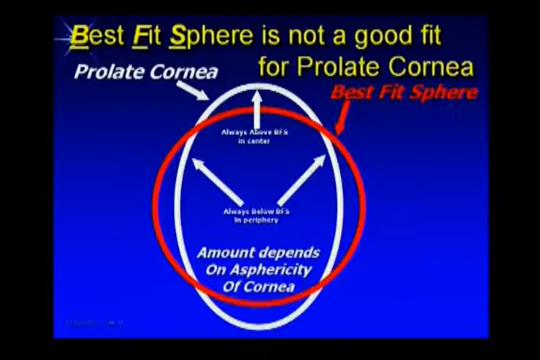 Best Fit Sphere is not a good fit
for Prolate Cornea
Prolate Cornea
Best Fit Sphere
Always Above BFS
in center
Always Below BFS
in periphery
Amount depends
On Asphericity
Of Cornea